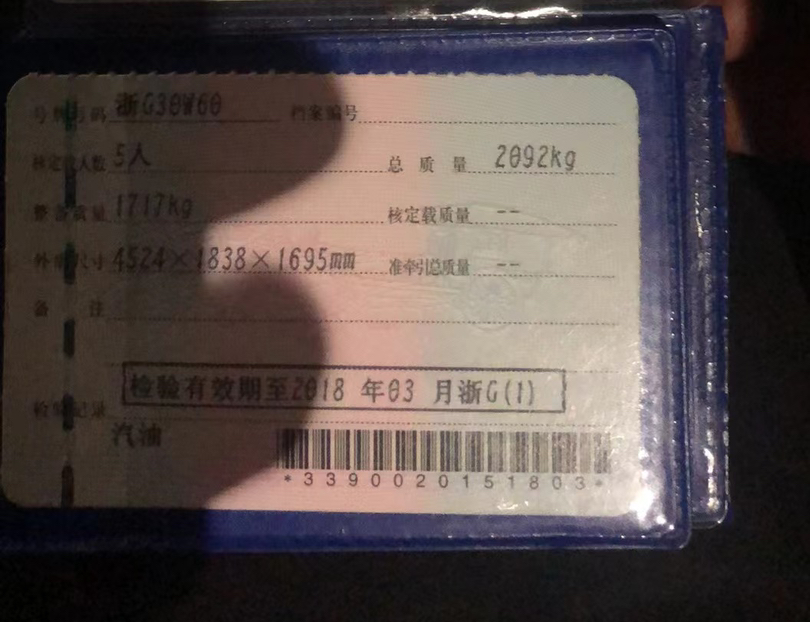 号牌号码 浙G30W60 档案编号
核定载人数 5人 总质量 2092kg
整备质量 1717kg 核定载质量 --
外廓尺寸 4524×1838×1695mm 准牵引总质量 --
备注
检验有效期至2018年03月浙G(1)
检验记录
汽油
*3390020151803*